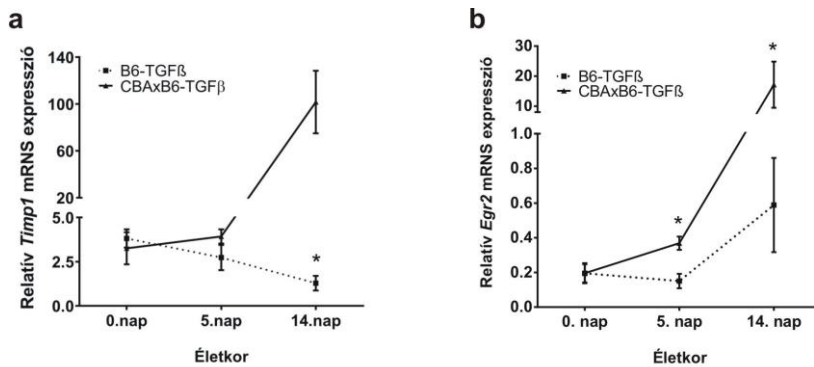 a
Relatív Timp1 mRNS expresszió
140
100
60
20
5.0
2.5
0.0
B6-TGFß
CBAxB6-TGFβ
*
0.nap 5.nap 14.nap
Életkor
b
Relatív Egr2 mRNS expresszió
30
20
10
1.0
0.8
0.6
0.4
0.2
0.0
B6-TGFß
CBAxB6-TGFß
*
*
0. nap 5. nap 14. nap
Életkor